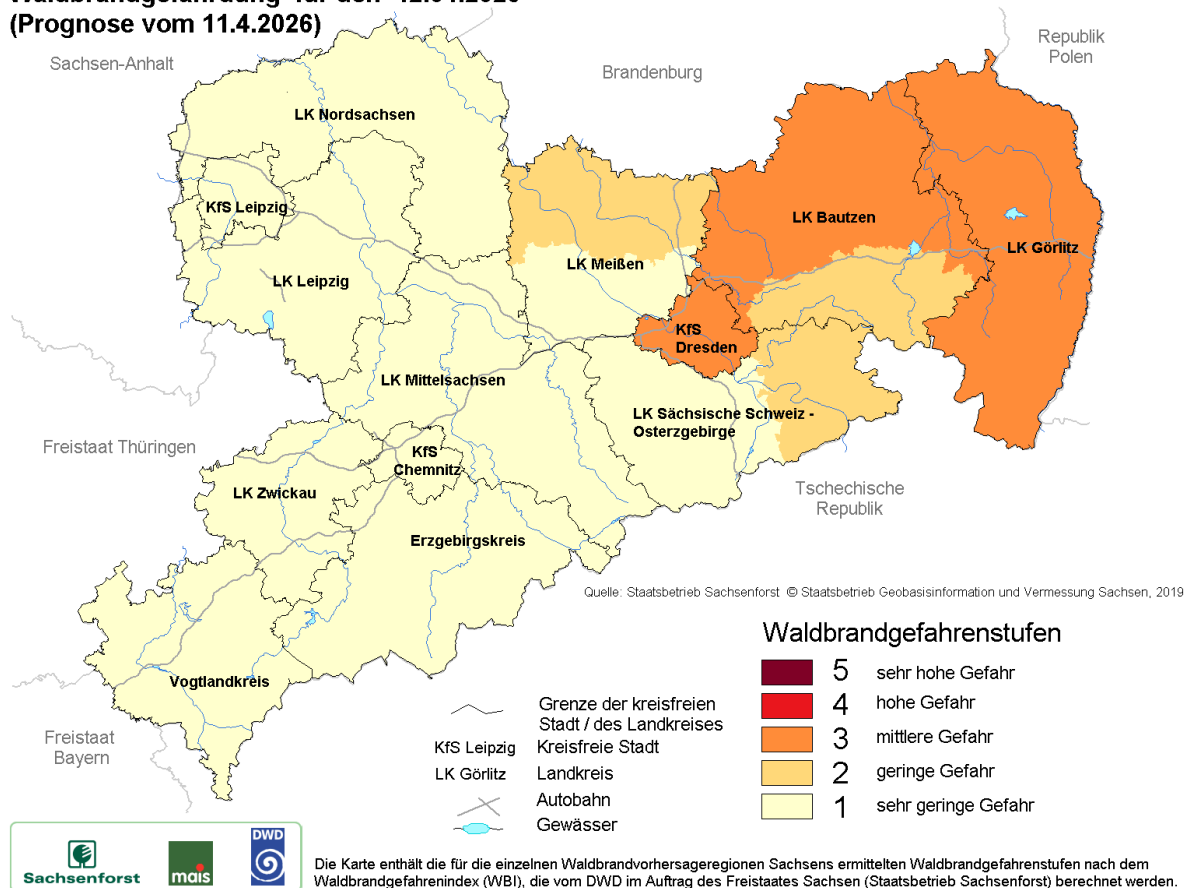 (Prognose vom 11.4.2026)
Sachsen-Anhalt
Brandenburg
Republik
Polen
LK Nordsachsen
KfS Leipzig
LK Bautzen
LK Görlitz
LK Meißen
LK Leipzig
KfS
Dresden
LK Mittelsachsen
LK Sächsische Schweiz -
Osterzgebirge
Freistaat Thüringen
KfS
Chemnitz
LK Zwickau
Tschechische
Republik
Erzgebirgskreis
Quelle: Staatsbetrieb Sachsenforst © Staatsbetrieb Geobasisinformation und Vermessung Sachsen, 2019
Vogtlandkreis
Freistaat
Bayern
Waldbrandgefahrenstufen
5 sehr hohe Gefahr
4 hohe Gefahr
3 mittlere Gefahr
2 geringe Gefahr
1 sehr geringe Gefahr
Grenze der kreisfreien
Stadt / des Landkreises
KfS Leipzig Kreisfreie Stadt
LK Görlitz Landkreis
Autobahn
Gewässer
Sachsenforst
mais
DWD
Die Karte enthält die für die einzelnen Waldbrandvorhersageregionen Sachsens ermittelten Waldbrandgefahrenstufen nach dem
Waldbrandgefahrenindex (WBI), die vom DWD im Auftrag des Freistaates Sachsen (Staatsbetrieb Sachsenforst) berechnet werden.